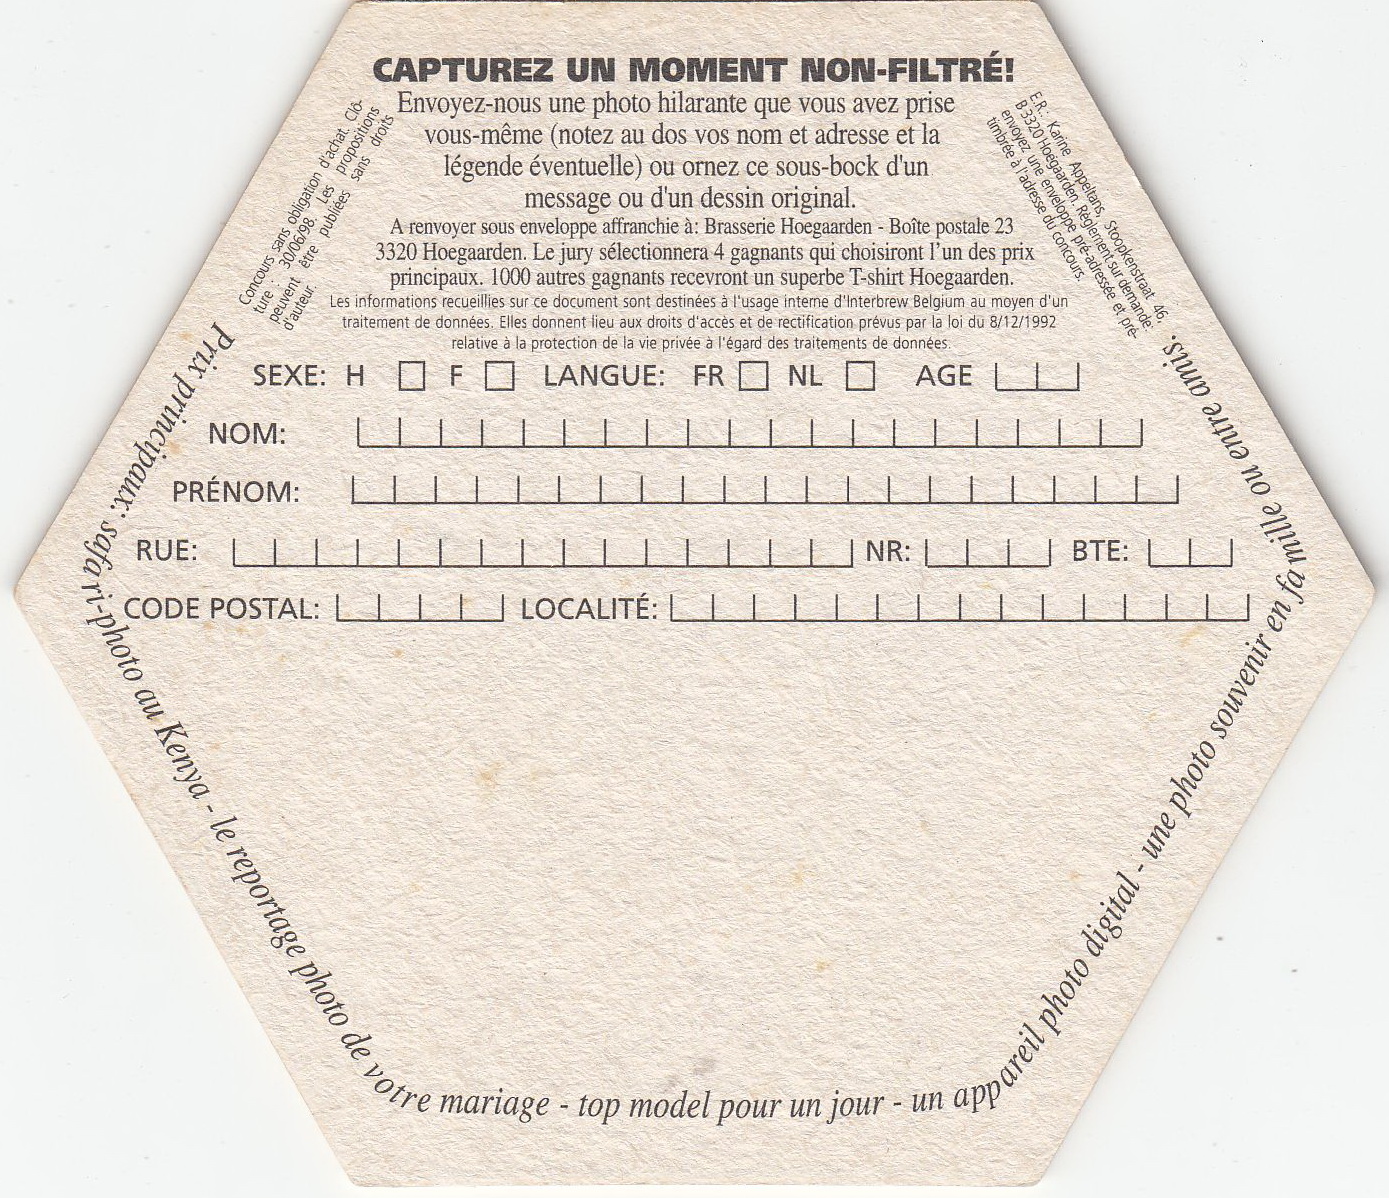 CAPTUREZ UN MOMENT NON-FILTRÉ!
Envoyez-nous une photo hilarante que vous avez prise
vous-même (notez au dos vos nom et adresse et la
légende éventuelle) ou ornez ce sous-bock d'un
message ou d'un dessin original.
A renvoyer sous enveloppe affranchie à: Brasserie Hoegaarden - Boîte postale 23
3320 Hoegaarden. Le jury sélectionnera 4 gagnants qui choisiront l'un des prix
principaux. 1000 autres gagnants recevront un superbe T-shirt Hoegaarden.
Les informations recueillies sur ce document sont destinées à l'usage interne d'Interbrew Belgium au moyen d'un
traitement de données. Elles donnent lieu aux droits d'accès et de rectification prévus par la loi du 8/12/1992
relative à la protection de la vie privée à l'égard des traitements de données.
Concours sans obligation d'achat. Clô-
ture : 30/06/98. Les propositions
peuvent être publiées sans droits
d'auteur.
E.R.: Karine Appeltans, Stoopkenstraat 46,
B-3320 Hoegaarden. Règlement sur demande:
envoyez une enveloppe pré-adressée et pré-
timbrée à l'adresse du concours.
SEXE: H F LANGUE: FR NL AGE
NOM:
PRÉNOM:
RUE: NR: BTE:
CODE POSTAL: LOCALITÉ:
Prix principaux: safari-photo au Kenya - le reportage photo de votre mariage - top model pour un jour - un appareil photo digital - une photo souvenir en famille ou entre amis.